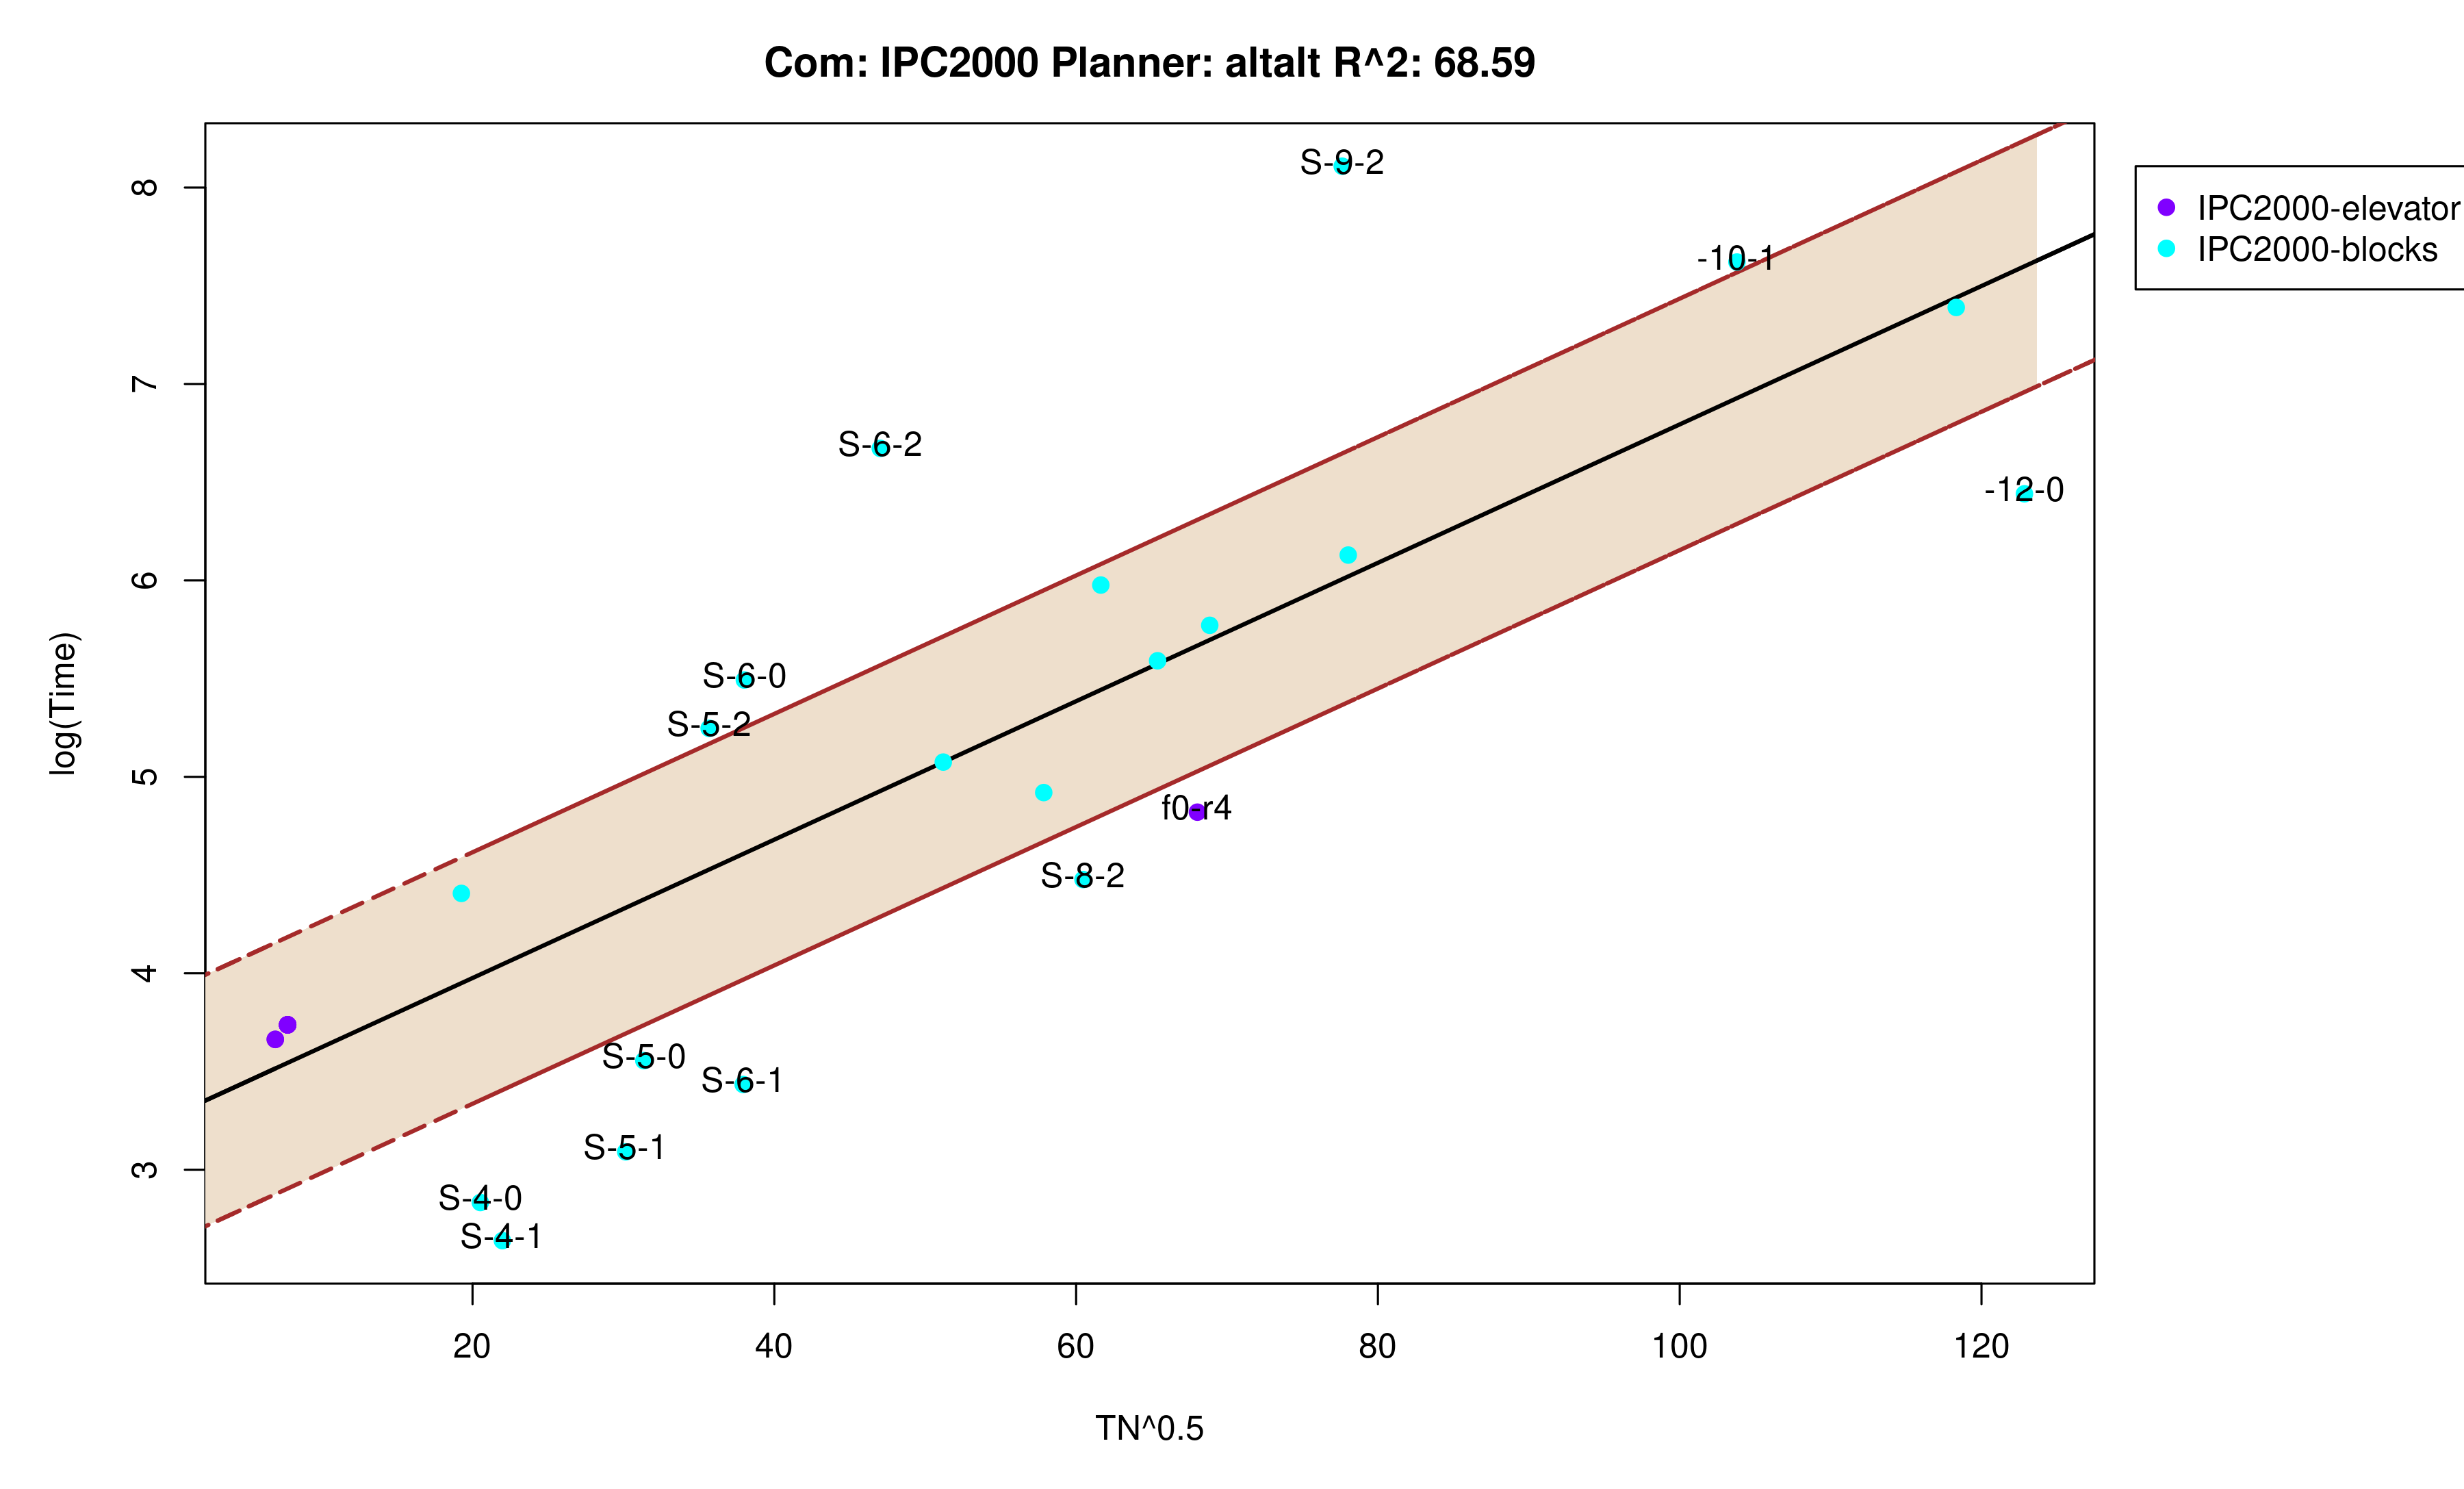 Com: IPC2000 Planner: altalt R^2: 68.59
S-9-2
8
IPC2000-elevator
IPC2000-blocks
-10-1
7
S-6-2
-12-0
6
S-6-0
S-5-2
log(Time)
5
f0-r4
S-8-2
4
S-5-0
S-6-1
S-5-1
3
S-4-0
S-4-1
20 40 60 80 100 120
TN^0.5